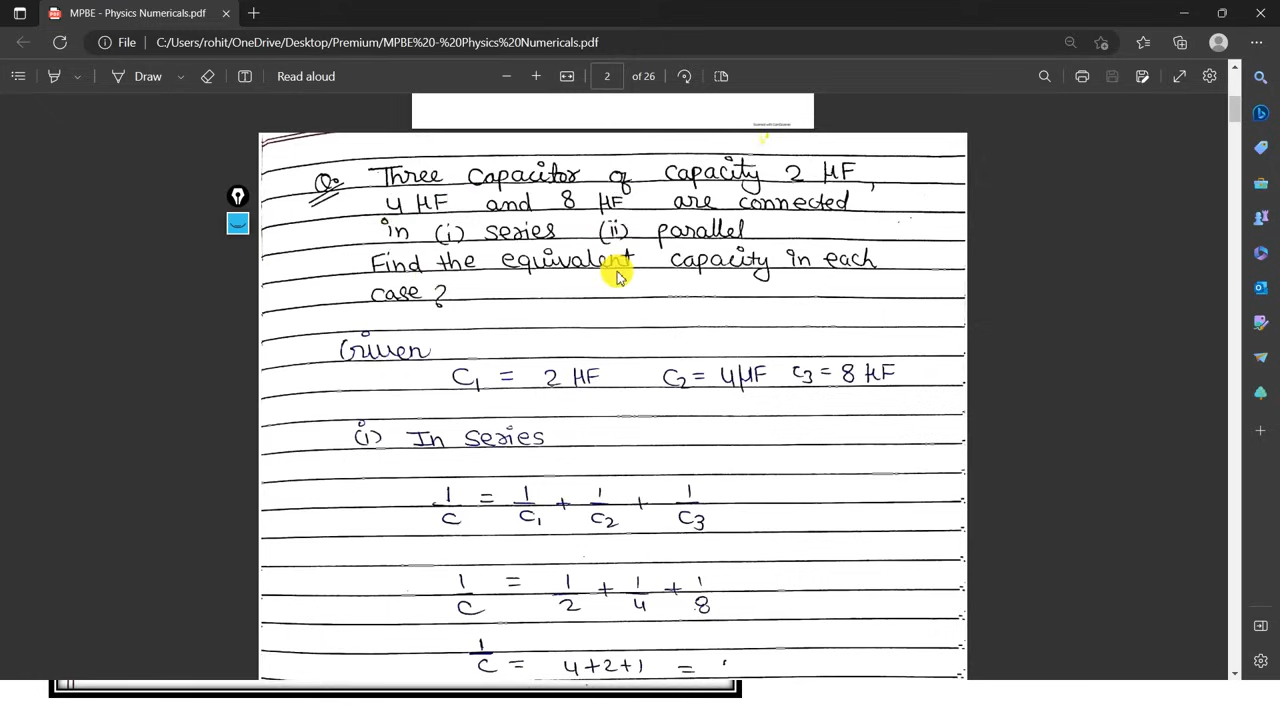 MPBE - Physics Numericals.pdf
File C:/Users/rohit/OneDrive/Desktop/Premium/MPBE%20-%20Physics%20Numericals.pdf
Draw Read aloud 2 of 26
Q. Three Capacitor of capacity 2 μF,
4 μF and 8 μF are connected
in (i) series (ii) parallel
Find the equivalent capacity in each
case?
Given
C1 = 2 μF C2 = 4μF C3 = 8 μF
(i) In series
1/C = 1/C1 + 1/C2 + 1/C3
1/C = 1/2 + 1/4 + 1/8
1/C = 4+2+1 =